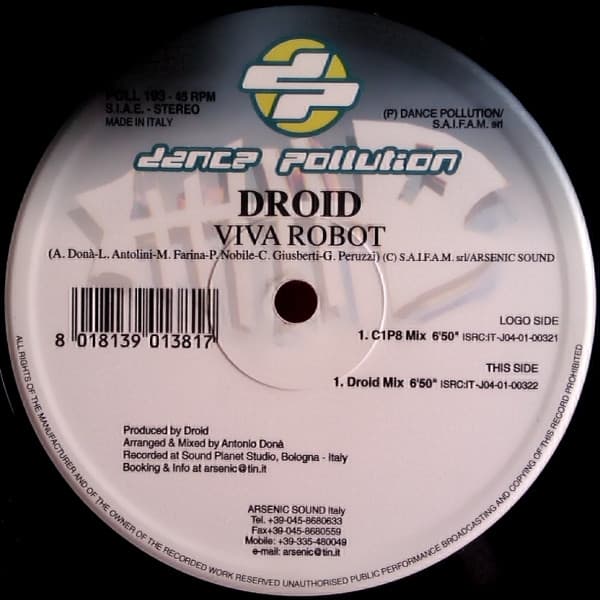 dp
POLL 193 - 45 RPM
S.I.A.E. - STEREO
MADE IN ITALY
(P) DANCE POLLUTION/
S.A.I.F.A.M. srl
dance pollution
DROID
VIVA ROBOT
(A. Donà-L. Antolini-M. Farina-P. Nobile-C. Giusberti-G. Peruzzi) (C) S.A.I.F.A.M. srl/ARSENIC SOUND
8 018139 013817
LOGO SIDE
1. C1P8 Mix 6'50" ISRC:IT-J04-01-00321
THIS SIDE
1. Droid Mix 6'50" ISRC:IT-J04-01-00322
Produced by Droid
Arranged & Mixed by Antonio Donà
Recorded at Sound Planet Studio, Bologna - Italy
Booking & Info at arsenic@tin.it
ARSENIC SOUND Italy
Tel. +39-045-8680633
Fax+39-045-8680559
Mobile: +39-335-480049
e-mail: arsenic@tin.it
ALL RIGHTS OF THE MANUFACTURER AND OF THE OWNER OF THE RECORDED WORK RESERVED UNAUTHORISED PUBLIC PERFORMANCE BROADCASTING AND COPYING OF THIS RECORD PROHIBITED